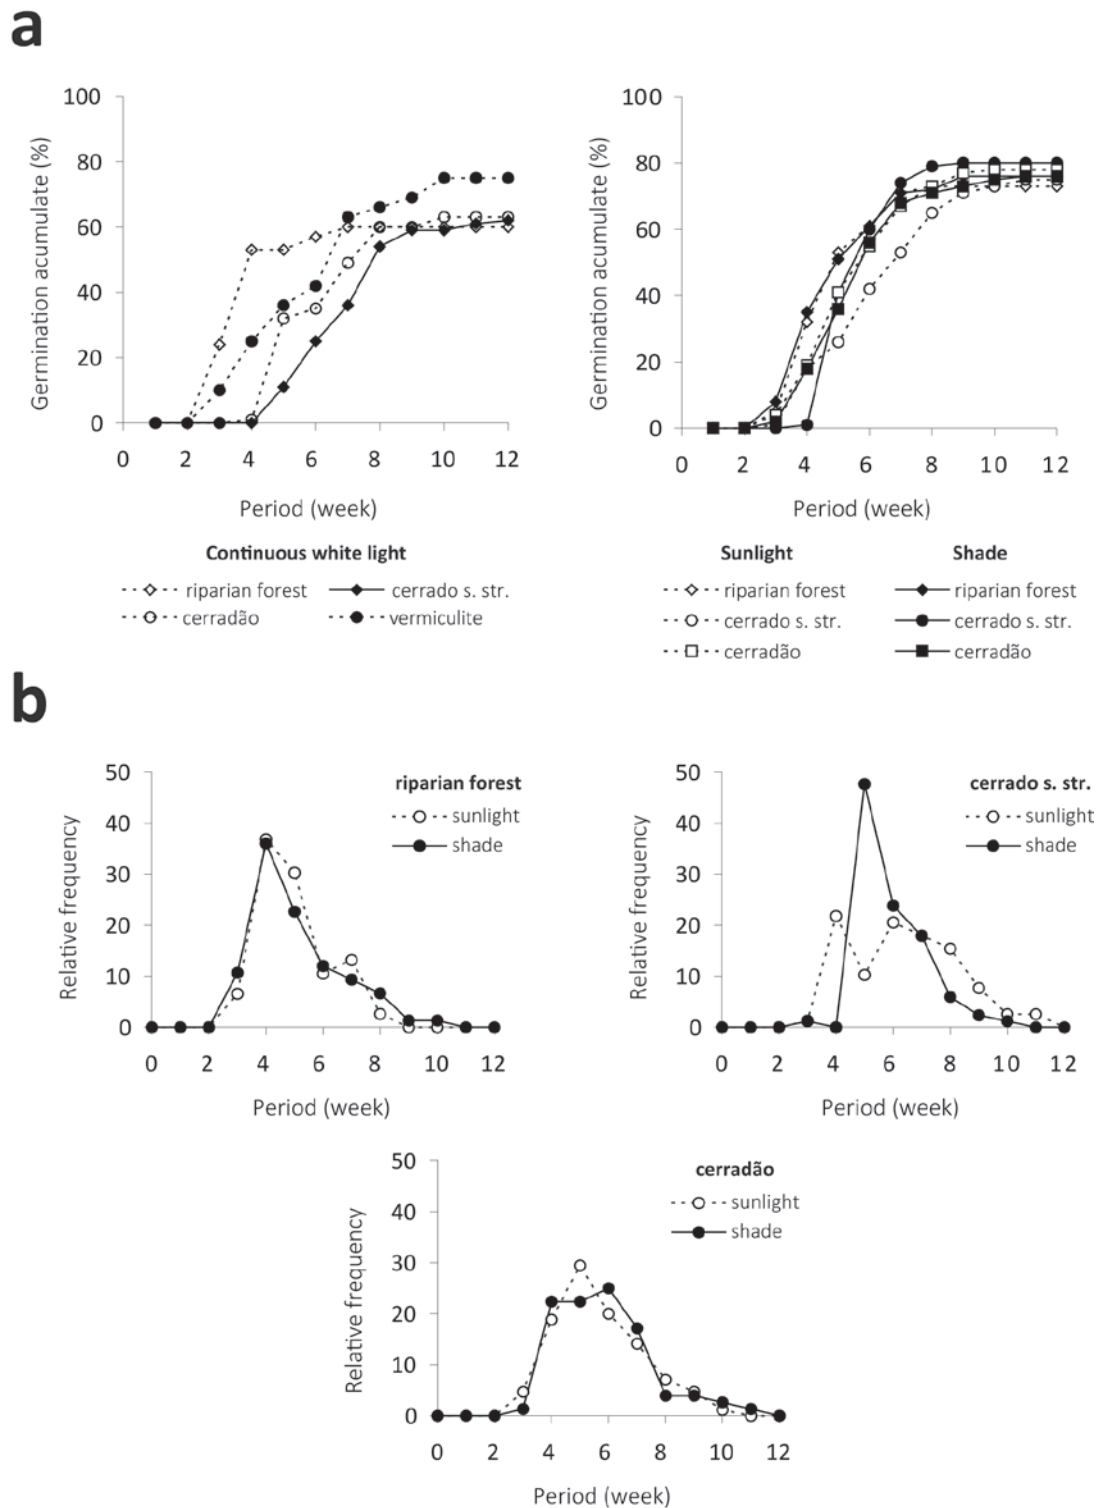 a
100
80
60
40
20
0
Germination acumulate (%)
0 2 4 6 8 10 12
Period (week)
Continuous white light
riparian forest cerrado s. str.
cerradão vermiculite
100
80
60
40
20
0
Germination acumulate (%)
0 2 4 6 8 10 12
Period (week)
Sunlight Shade
riparian forest riparian forest
cerrado s. str. cerrado s. str.
cerradão cerradão
b
50
40
30
20
10
0
Relative frequency
riparian forest
sunlight
shade
0 2 4 6 8 10 12
Period (week)
50
40
30
20
10
0
Relative frequency
cerrado s. str.
sunlight
shade
0 2 4 6 8 10 12
Period (week)
50
40
30
20
10
0
Relative frequency
cerradão
sunlight
shade
0 2 4 6 8 10 12
Period (week)